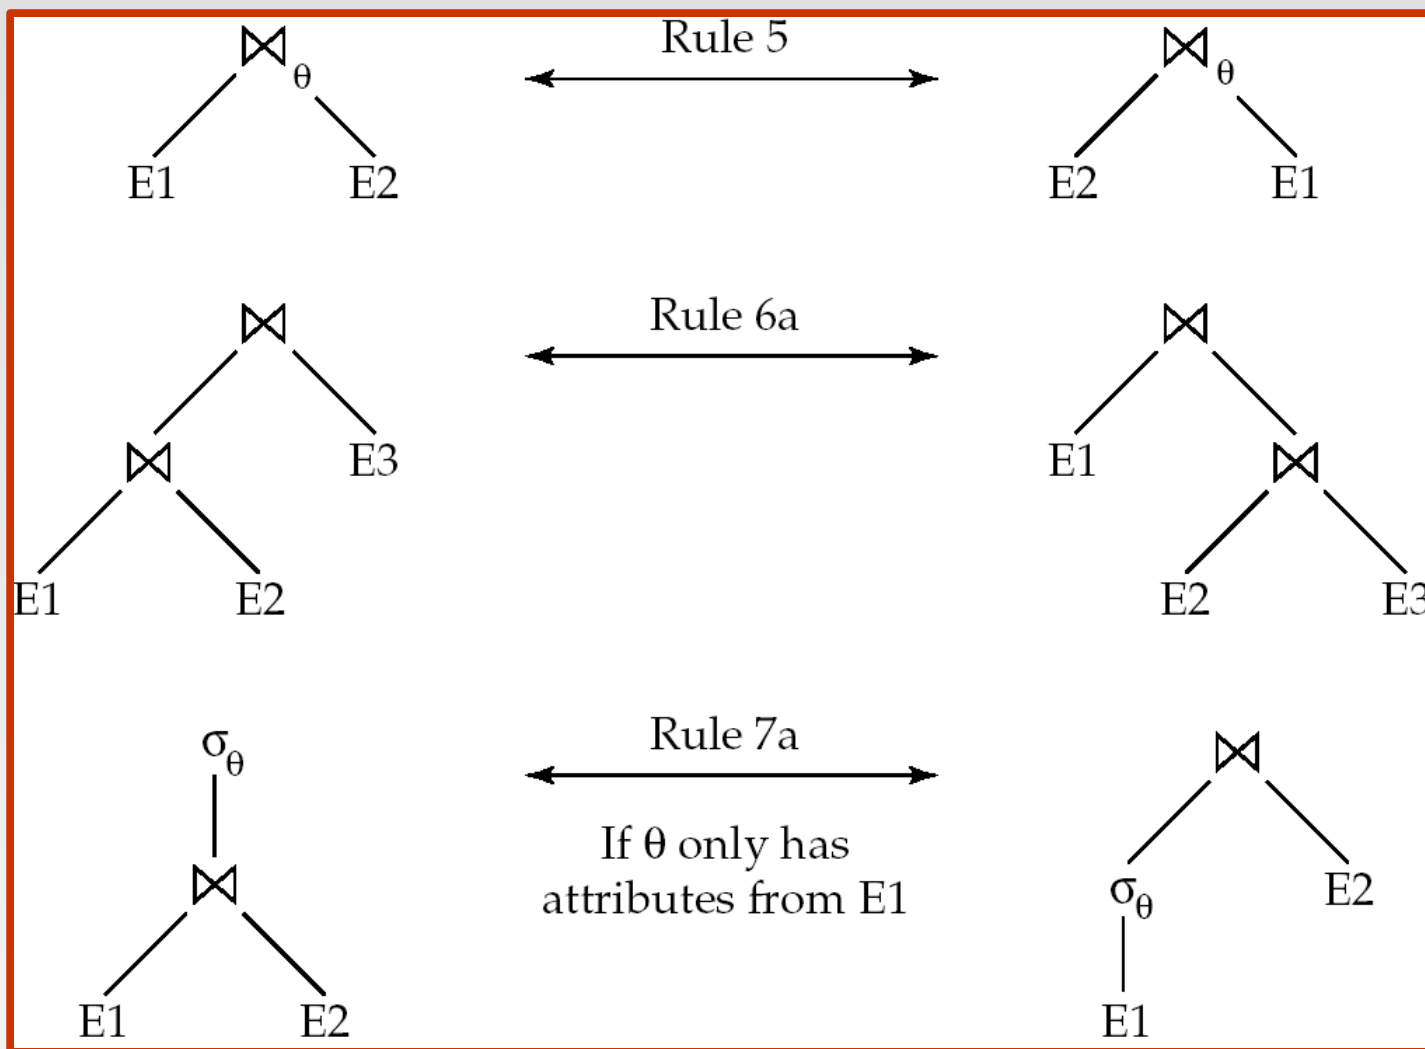 ⋈θ Rule 5 ⋈θ
E1 E2 E2 E1
⋈ Rule 6a ⋈
⋈ E3 E1 ⋈
E1 E2 E2 E3
σθ Rule 7a ⋈
If θ only has
attributes from E1
⋈ σθ E2
E1 E2 E1